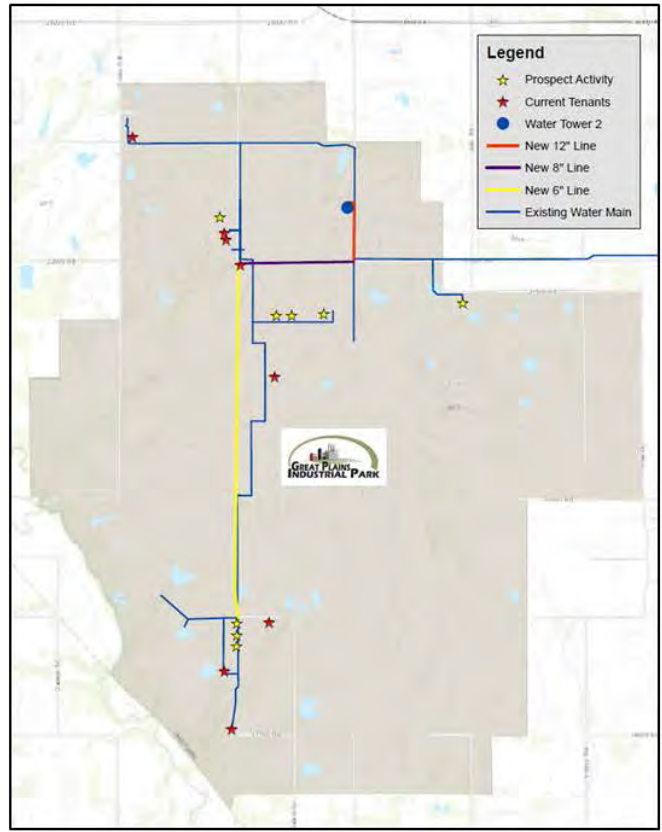 Legend
Prospect Activity
Current Tenants
Water Tower 2
New 12" Line
New 8" Line
New 6" Line
Existing Water Main
GREAT PLAINS
INDUSTRIAL PARK